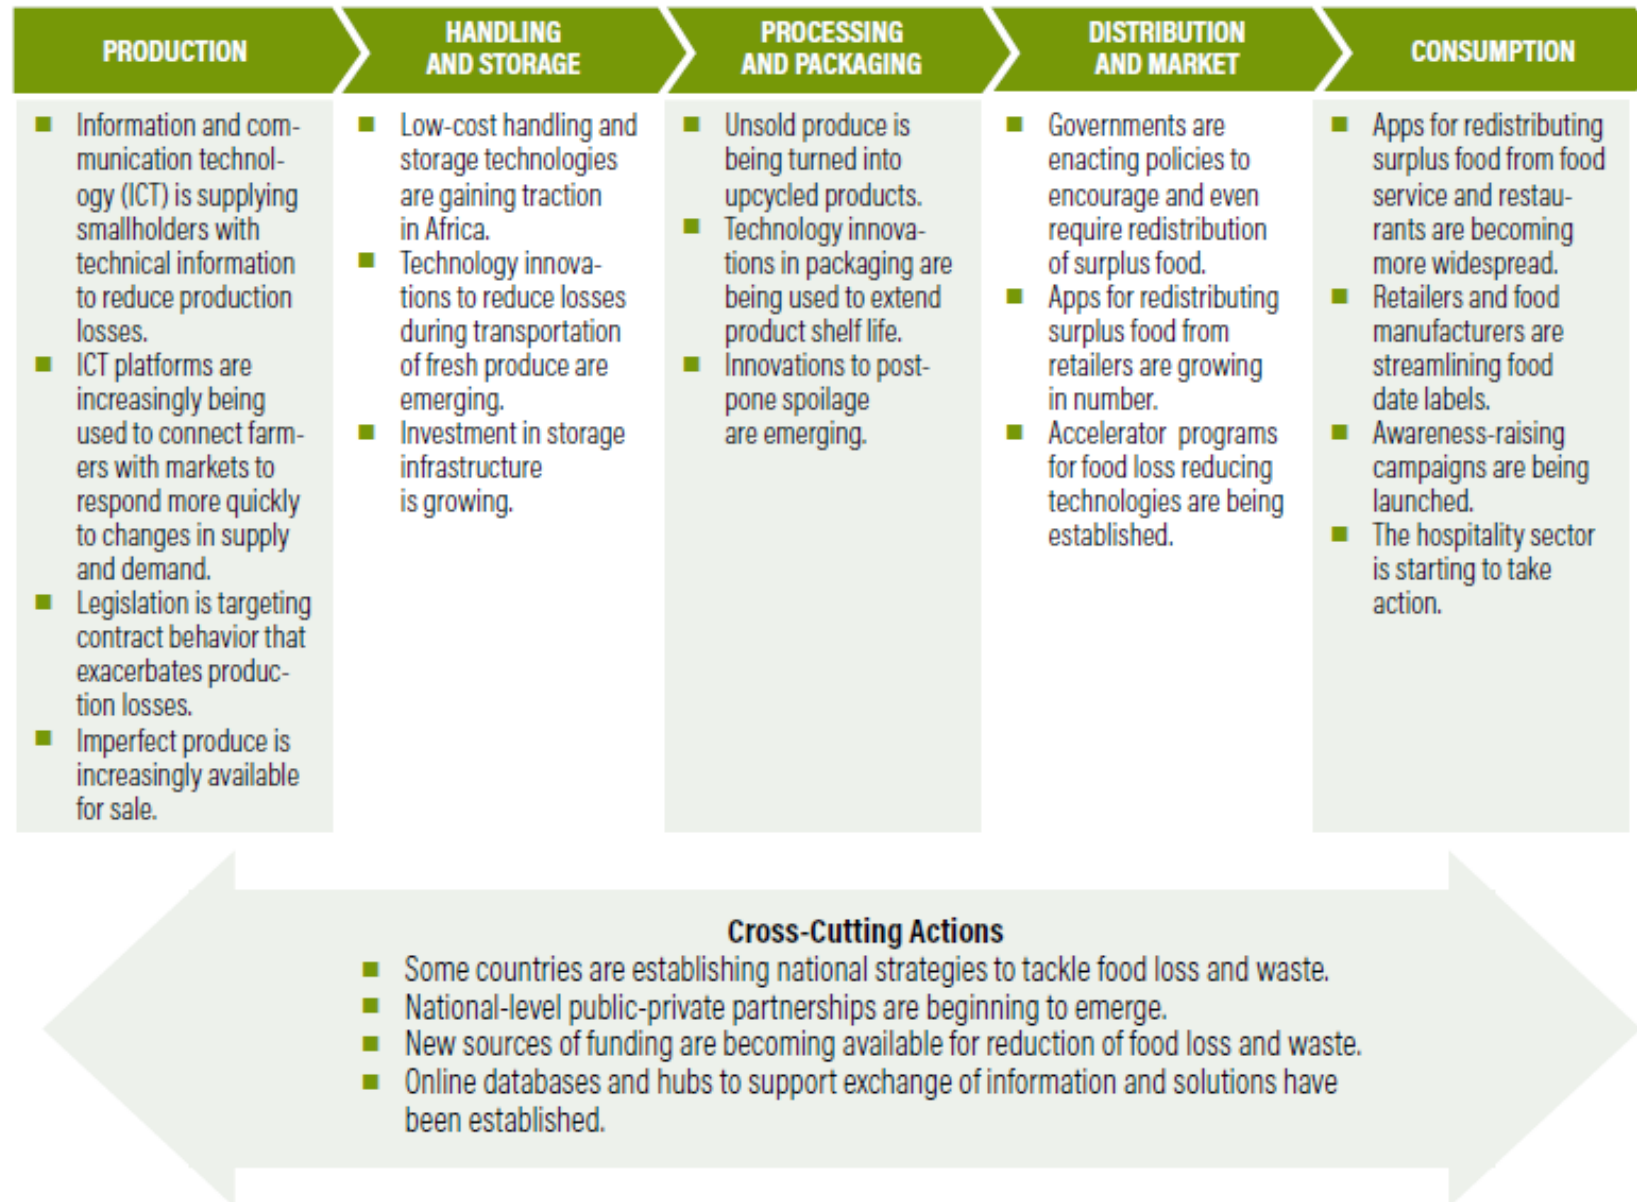 PRODUCTION
HANDLING
AND STORAGE
PROCESSING
AND PACKAGING
DISTRIBUTION
AND MARKET
CONSUMPTION
■ Information and com-
munication technol-
ogy (ICT) is supplying
smallholders with
technical information
to reduce production
losses.
■ ICT platforms are
increasingly being
used to connect farm-
ers with markets to
respond more quickly
to changes in supply
and demand.
■ Legislation is targeting
contract behavior that
exacerbates produc-
tion losses.
■ Imperfect produce is
increasingly available
for sale.
■ Low-cost handling and
storage technologies
are gaining traction
in Africa.
■ Technology innova-
tions to reduce losses
during transportation
of fresh produce are
emerging.
■ Investment in storage
infrastructure
is growing.
■ Unsold produce is
being turned into
upcycled products.
■ Technology innova-
tions in packaging are
being used to extend
product shelf life.
■ Innovations to post-
pone spoilage
are emerging.
■ Governments are
enacting policies to
encourage and even
require redistribution
of surplus food.
■ Apps for redistributing
surplus food from
retailers are growing
in number.
■ Accelerator programs
for food loss reducing
technologies are being
established.
■ Apps for redistributing
surplus food from food
service and restau-
rants are becoming
more widespread.
■ Retailers and food
manufacturers are
streamlining food
date labels.
■ Awareness-raising
campaigns are being
launched.
■ The hospitality sector
is starting to take
action.
Cross-Cutting Actions
■ Some countries are establishing national strategies to tackle food loss and waste.
■ National-level public-private partnerships are beginning to emerge.
■ New sources of funding are becoming available for reduction of food loss and waste.
■ Online databases and hubs to support exchange of information and solutions have
been established.